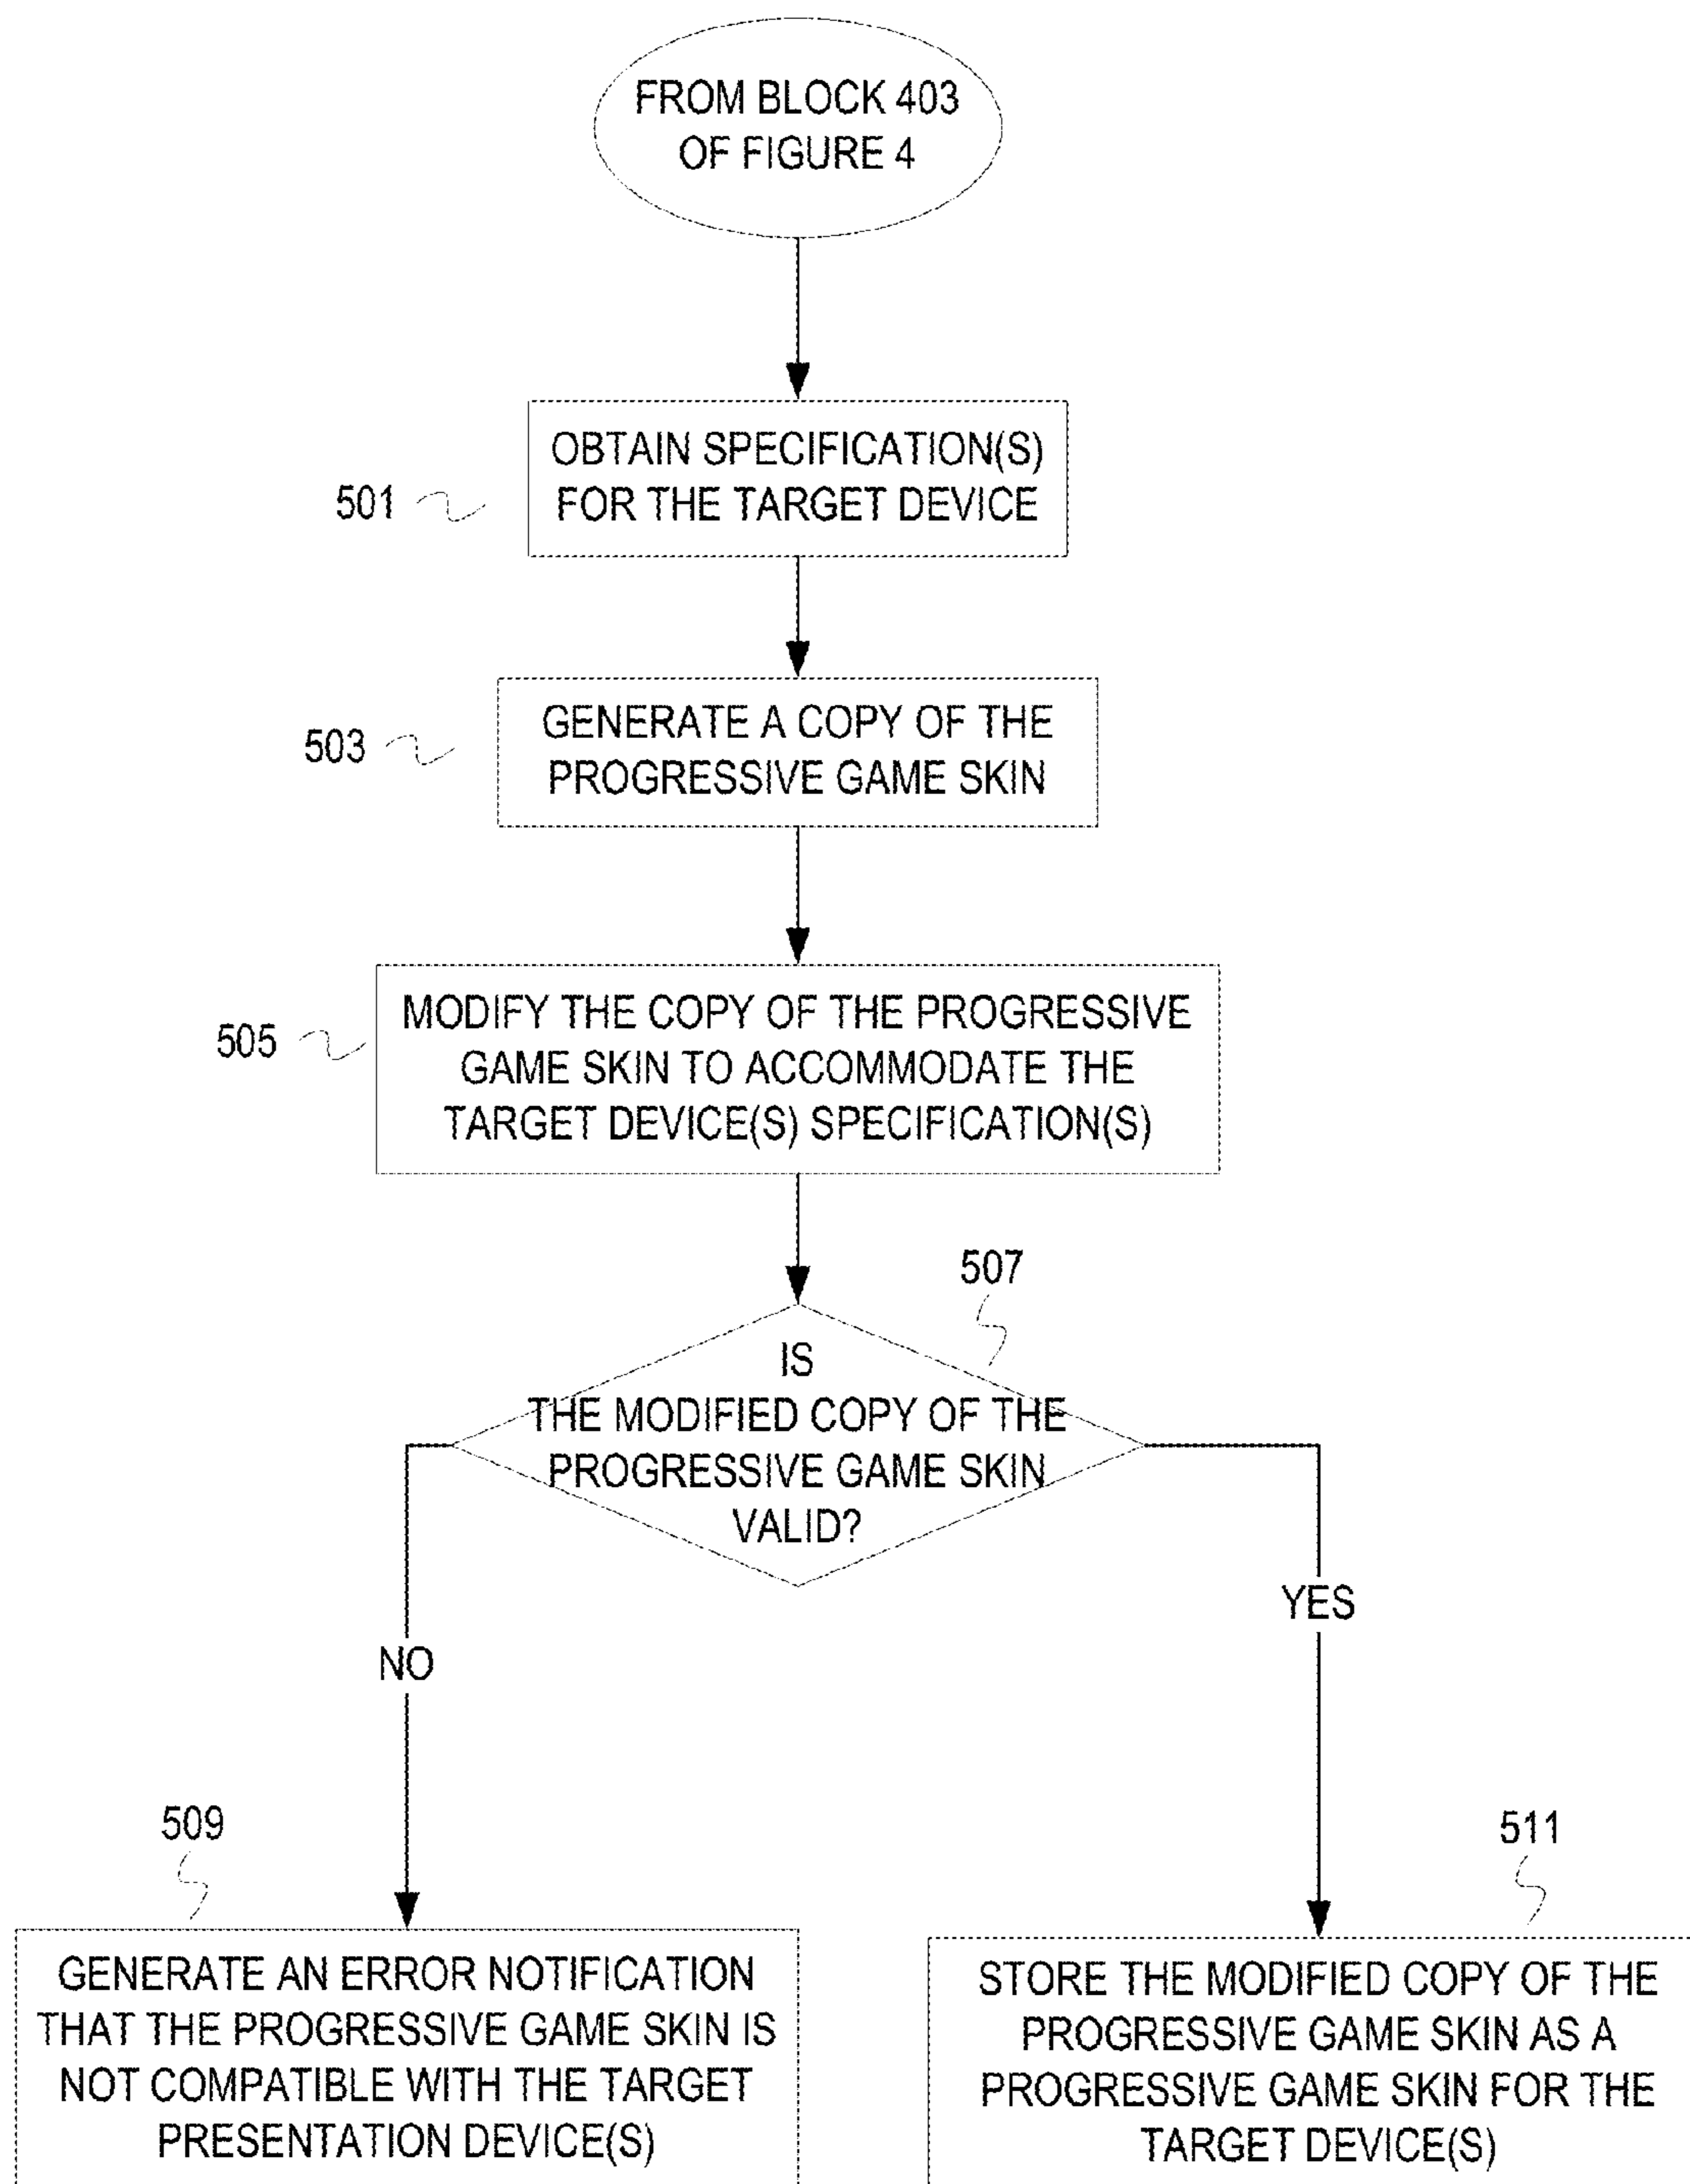 FROM BLOCK 403
OF FIGURE 4
OBTAIN SPECIFICATION(S)
FOR THE TARGET DEVICE
501
GENERATE A COPY OF THE
PROGRESSIVE GAME SKIN
503
MODIFY THE COPY OF THE PROGRESSIVE
GAME SKIN TO ACCOMMODATE THE
TARGET DEVICE(S) SPECIFICATION(S)
505
507
IS
THE MODIFIED COPY OF THE
PROGRESSIVE GAME SKIN
VALID?
NO
YES
509
GENERATE AN ERROR NOTIFICATION
THAT THE PROGRESSIVE GAME SKIN IS
NOT COMPATIBLE WITH THE TARGET
PRESENTATION DEVICE(S)
511
STORE THE MODIFIED COPY OF THE
PROGRESSIVE GAME SKIN AS A
PROGRESSIVE GAME SKIN FOR THE
TARGET DEVICE(S)